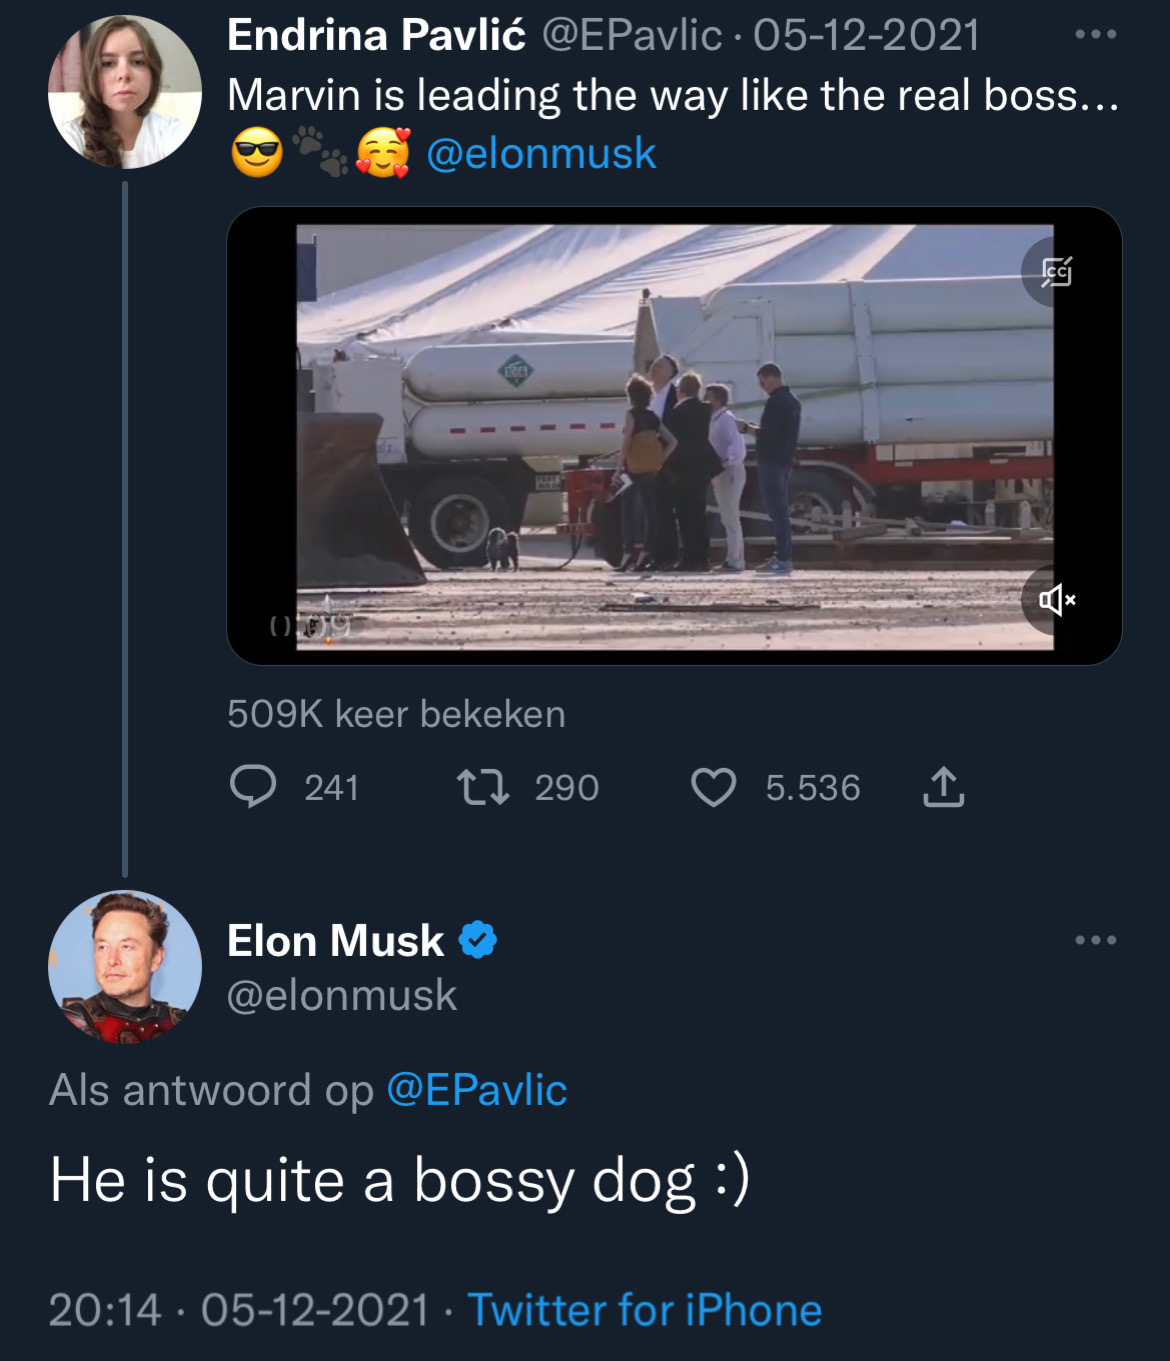 Endrina Pavlić @EPavlic · 05-12-2021
Marvin is leading the way like the real boss...
😎🐾🥰 @elonmusk
CC
509K keer bekeken
241 290 5.536
Elon Musk
@elonmusk
Als antwoord op @EPavlic
He is quite a bossy dog :)
20:14 · 05-12-2021 · Twitter for iPhone